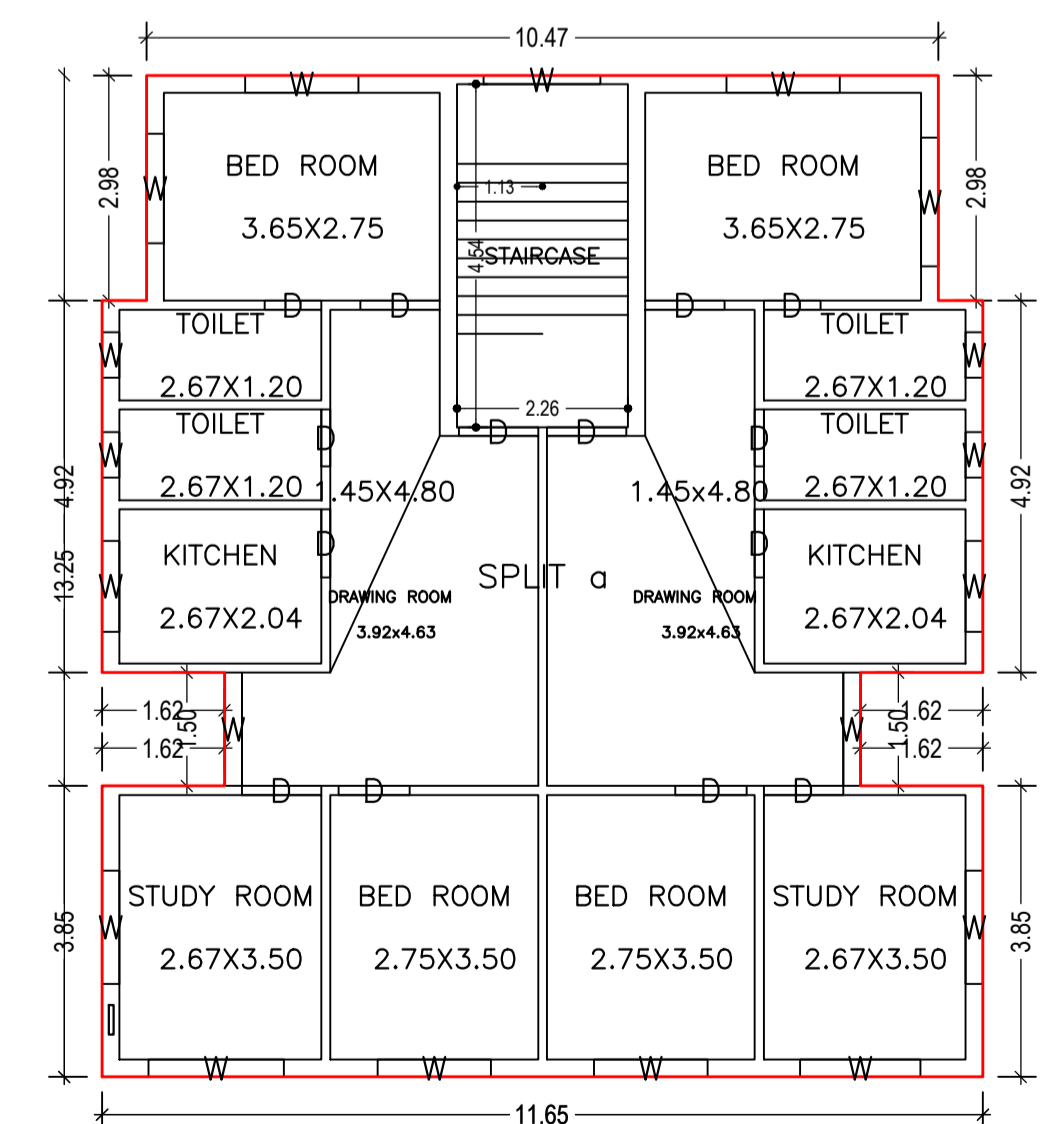 10.47
W
W
W
BED ROOM
BED ROOM
2.98
2.98
W
1.13
W
3.65X2.75
3.65X2.75
4.54
STAIRCASE
D
D
D
D
TOILET
TOILET
W
W
2.67X1.20
2.67X1.20
2.26
TOILET
TOILET
D
D
D
D
W
W
4.92
2.67X1.20
1.45X4.80
1.45x4.80
2.67X1.20
4.92
D
D
KITCHEN
KITCHEN
13.25
SPLIT a
W
W
DRAWING ROOM
DRAWING ROOM
2.67X2.04
2.67X2.04
3.92x4.63
3.92x4.63
1.62
1.62
1.50
1.50
W
W
1.62
1.62
D
D
D
D
STUDY ROOM
BED ROOM
BED ROOM
STUDY ROOM
3.85
W
W
3.85
2.67X3.50
2.75X3.50
2.75X3.50
2.67X3.50
W
W
W
W
11.65